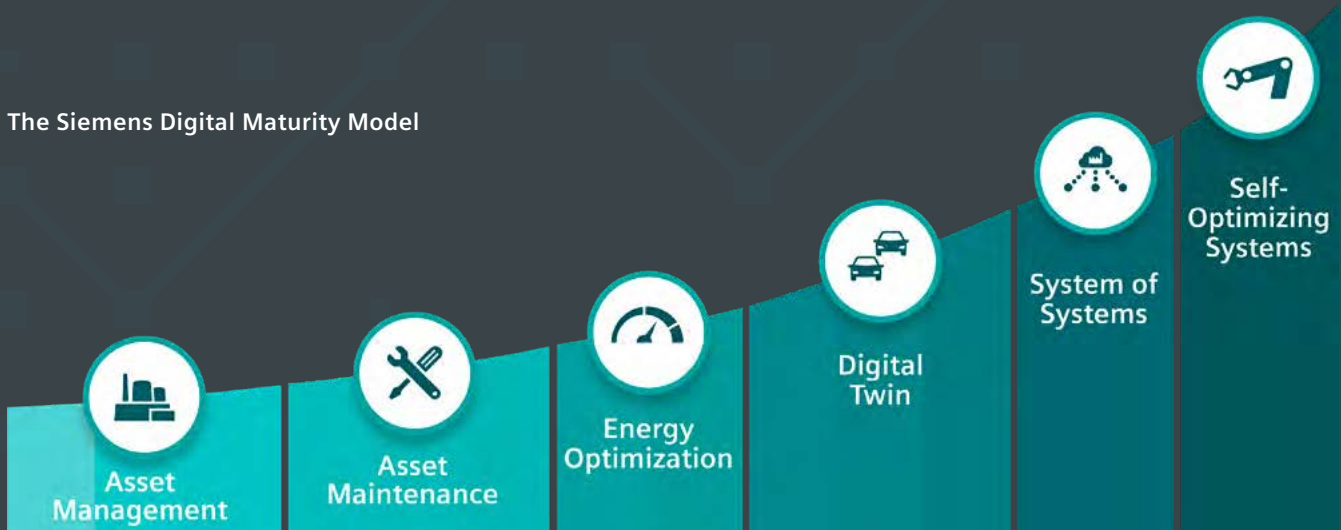 The Siemens Digital Maturity Model
Asset
Management
Asset
Maintenance
Energy
Optimization
Digital
Twin
System of
Systems
Self-
Optimizing
Systems